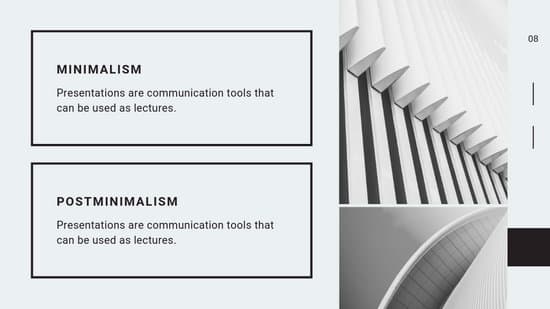 MINIMALISM
Presentations are communication tools that
can be used as lectures.
POSTMINIMALISM
Presentations are communication tools that
can be used as lectures.
08